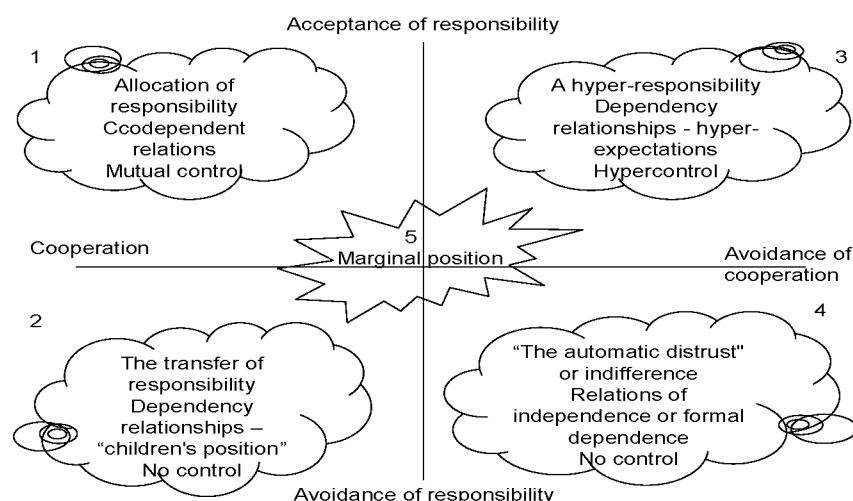 Acceptance of responsibility
1
Allocation of
responsibility
Ccodependent
relations
Mutual control
3
A hyper-responsibility
Dependency
relationships - hyper-
expectations
Hypercontrol
5
Marginal position
Cooperation
Avoidance of
cooperation
2
The transfer of
responsibility
Dependency
relationships –
“children's position”
No control
4
“The automatic distrust"
or indifference
Relations of
independence or formal
dependence
No control
Avoidance of responsibility